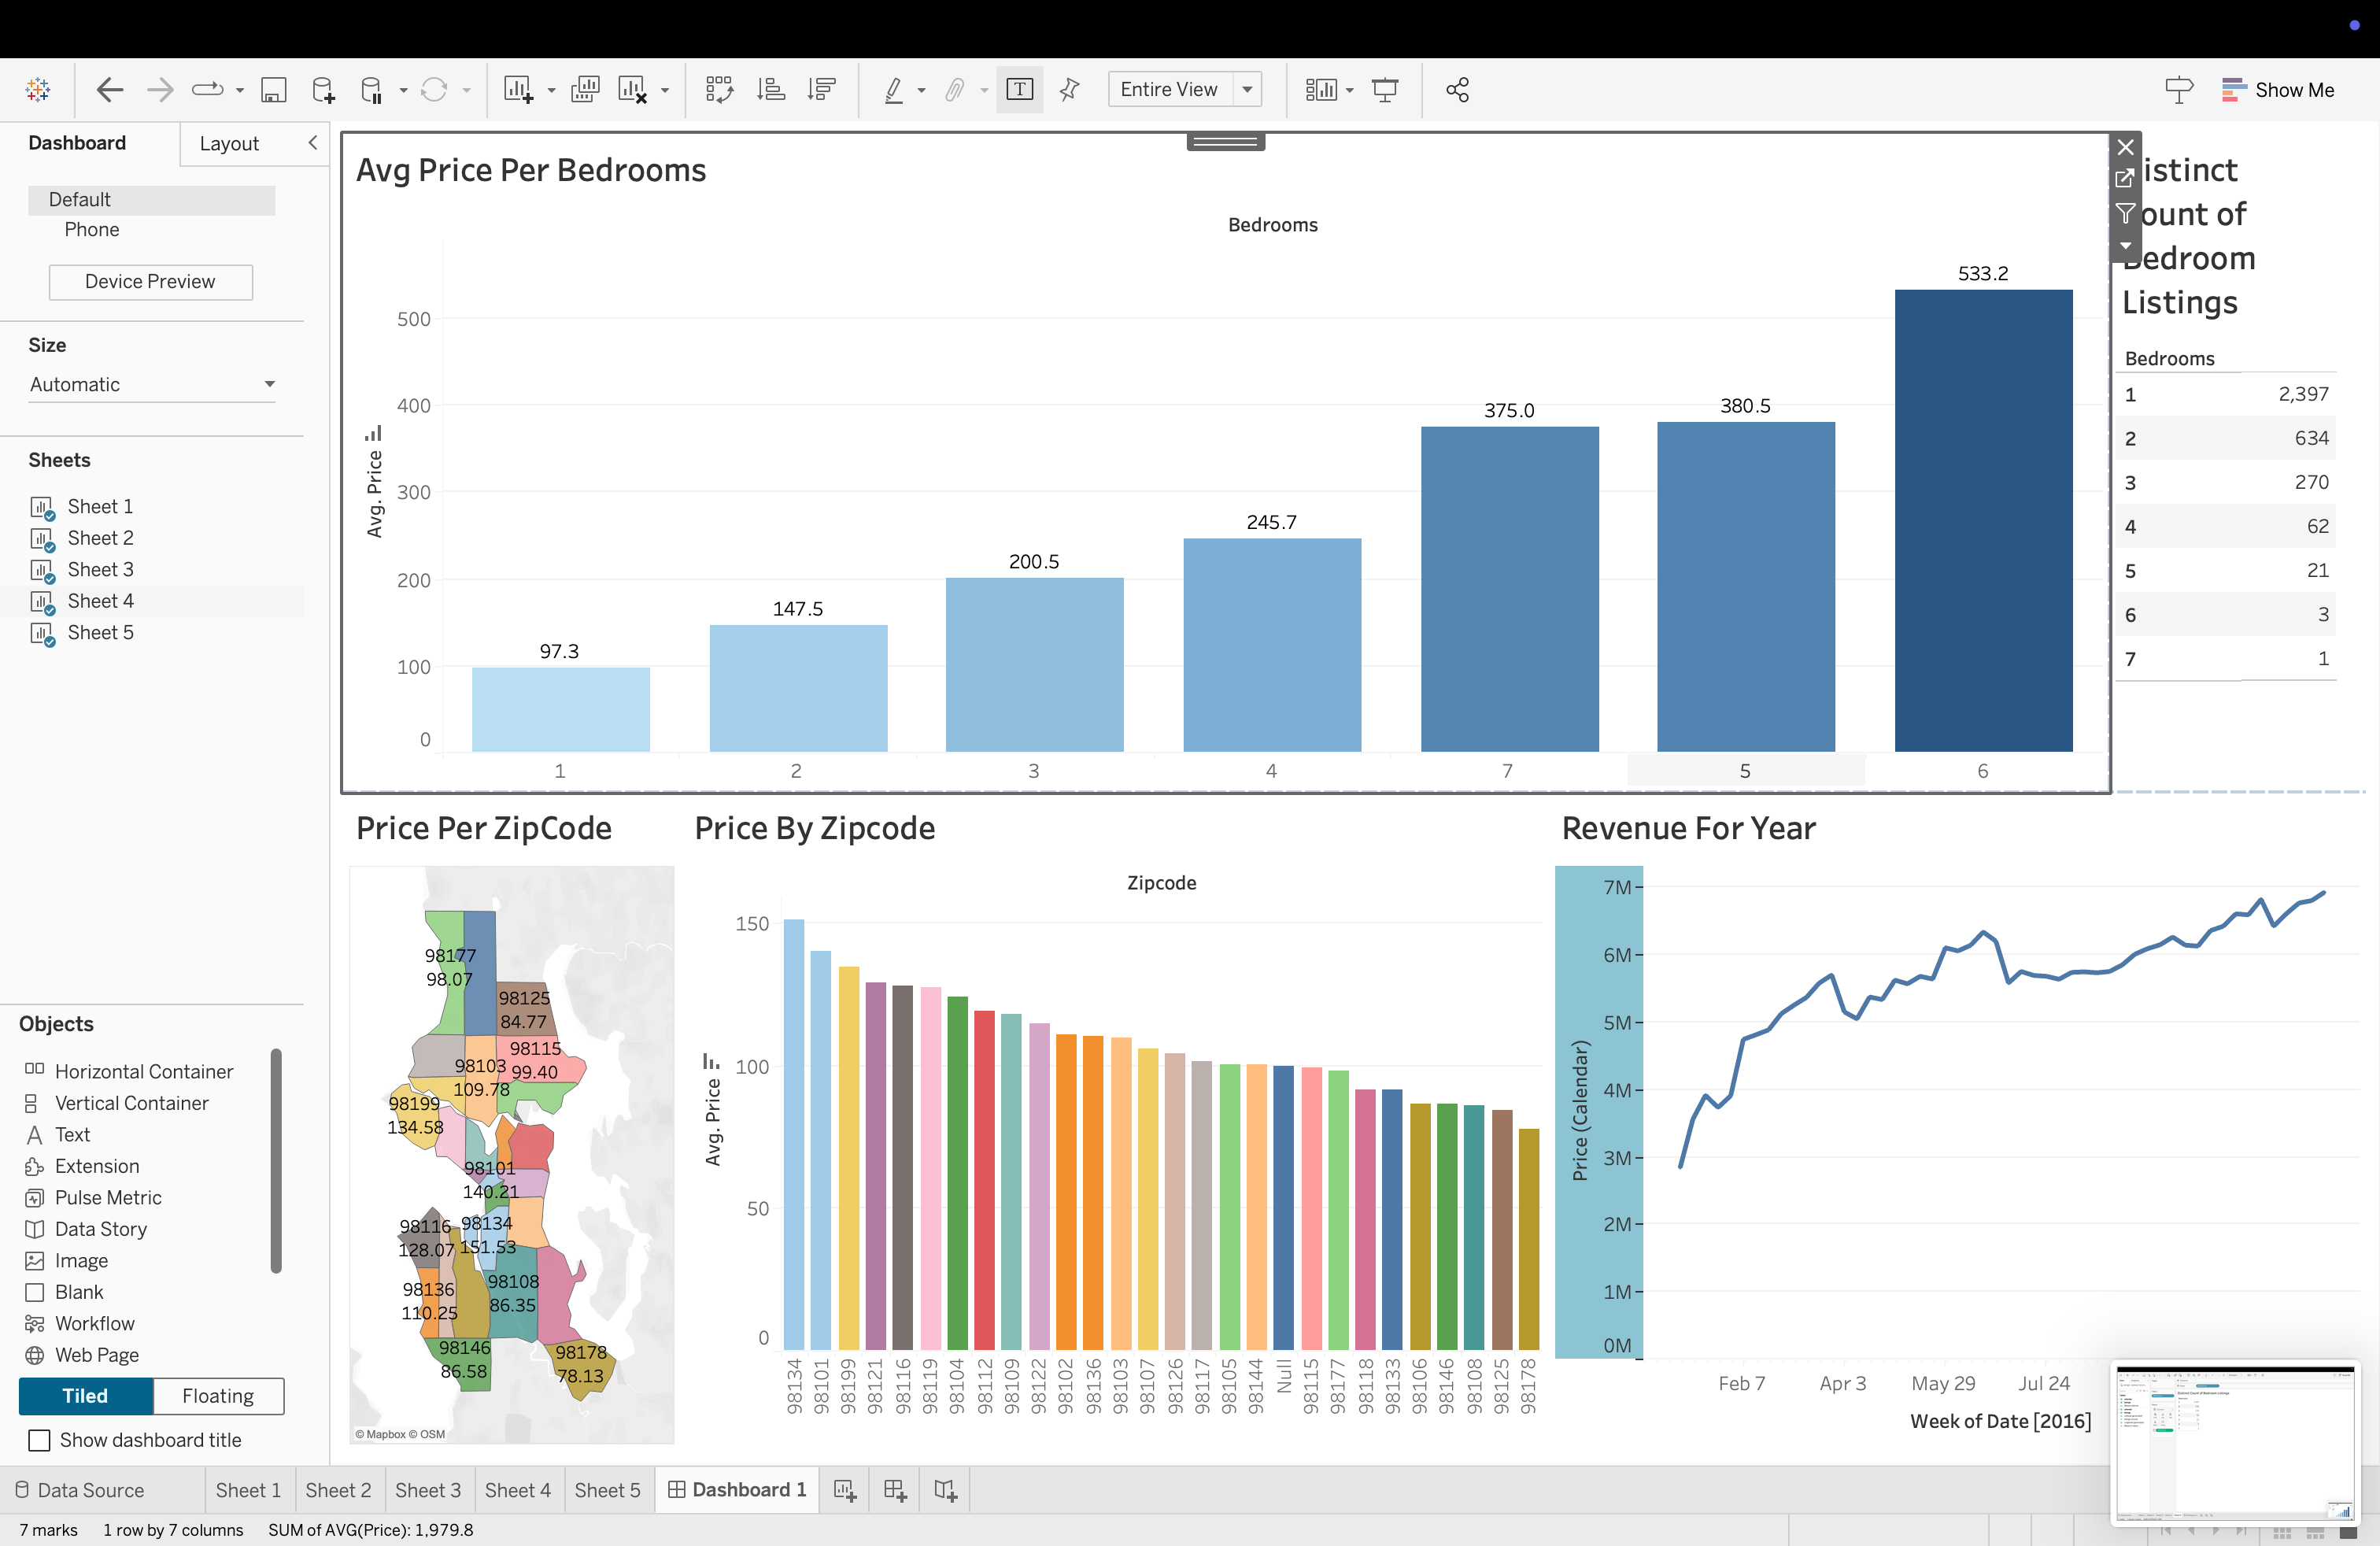 Entire View
Show Me
Dashboard
Layout
Default
Phone
Device Preview
Size
Automatic
Sheets
Sheet 1
Sheet 2
Sheet 3
Sheet 4
Sheet 5
Objects
Horizontal Container
Vertical Container
Text
Extension
Pulse Metric
Data Story
Image
Blank
Workflow
Web Page
Tiled
Floating
Show dashboard title
Avg Price Per Bedrooms
Bedrooms
Avg. Price
500
400
300
200
100
0
97.3
147.5
200.5
245.7
375.0
380.5
533.2
1
2
3
4
7
5
6
istinct
ount of
Bedroom
Listings
Bedrooms
1 2,397
2 634
3 270
4 62
5 21
6 3
7 1
Price Per ZipCode
98177
98.07
98125
84.77
98115
99.40
98103
109.78
98199
134.58
98101
140.21
98116
128.07
98134
151.53
98108
86.35
98136
110.25
98146
86.58
98178
78.13
© Mapbox © OSM
Price By Zipcode
Zipcode
Avg. Price
150
100
50
0
98134
98101
98199
98121
98116
98119
98104
98112
98109
98122
98102
98136
98103
98107
98126
98117
98105
98144
Null
98115
98177
98118
98133
98106
98146
98108
98125
98178
Revenue For Year
Price (Calendar)
7M
6M
5M
4M
3M
2M
1M
0M
Feb 7
Apr 3
May 29
Jul 24
Week of Date [2016]
Data Source
Sheet 1
Sheet 2
Sheet 3
Sheet 4
Sheet 5
Dashboard 1
7 marks
1 row by 7 columns
SUM of AVG(Price): 1,979.8